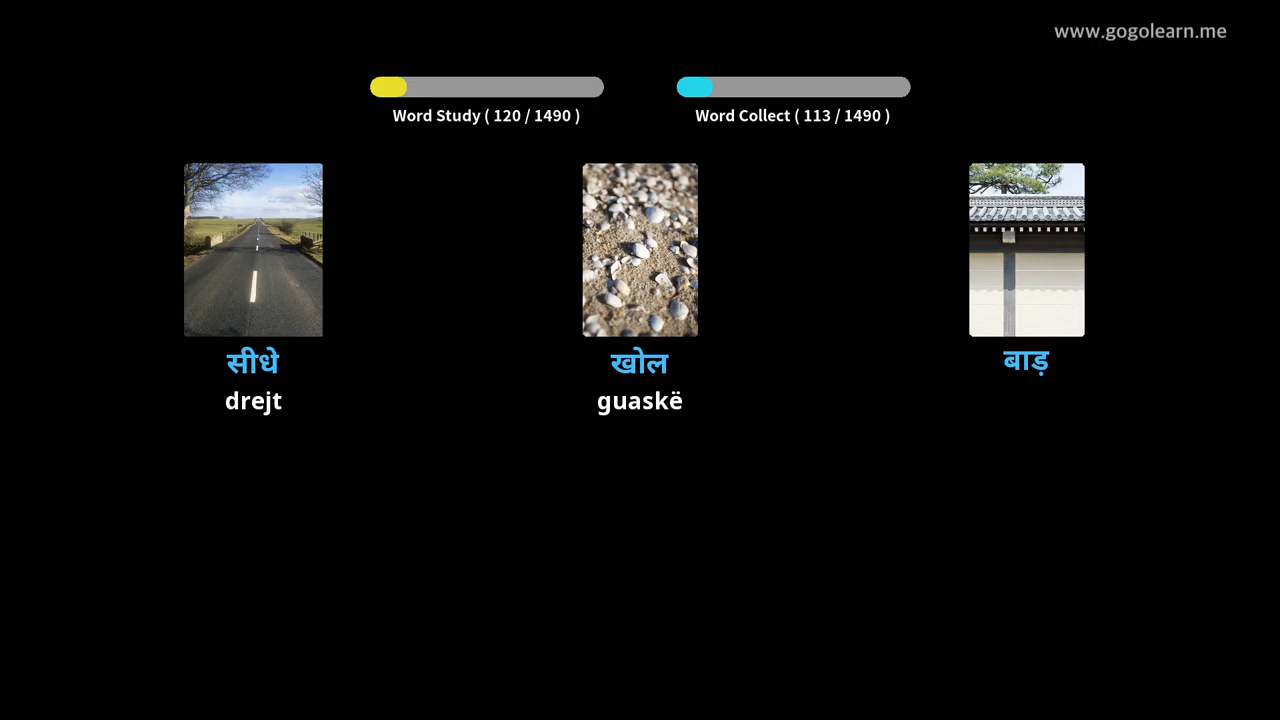 www.gogolearn.me
Word Study ( 120 / 1490 )
Word Collect ( 113 / 1490 )
सीधे
drejt
खोल
guaskë
बाड़